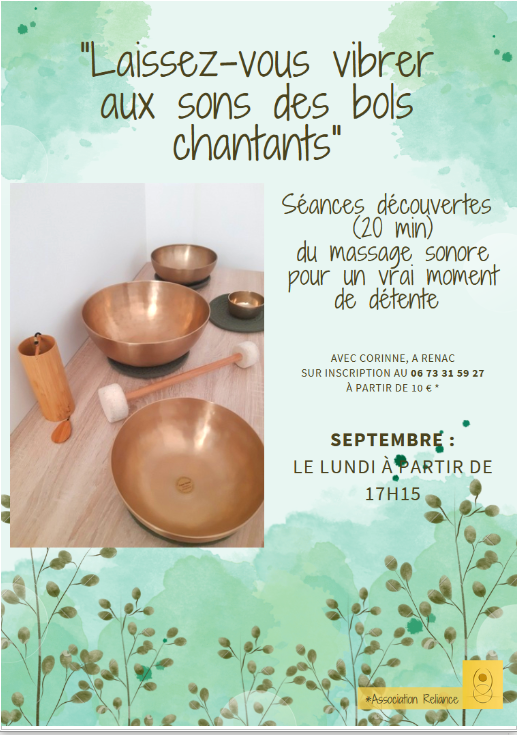 "Laissez-vous vibrer
aux sons des bols
chantants"
Séances découvertes
(20 min)
du massage sonore
pour un vrai moment
de détente
AVEC CORINNE, A RENAC
SUR INSCRIPTION AU 06 73 31 59 27
À PARTIR DE 10 € *
SEPTEMBRE :
LE LUNDI À PARTIR DE
17H15
*Association Reliance